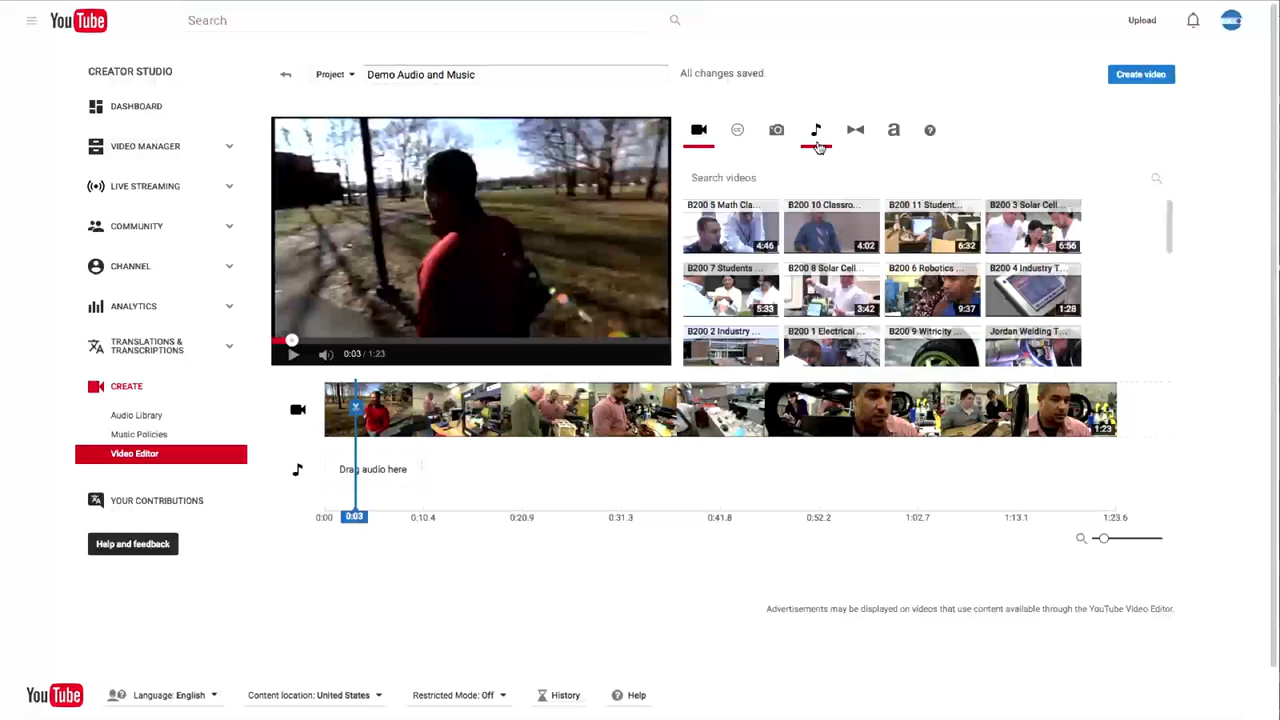 YouTube
Search
Upload
CREATOR STUDIO
Project
Demo Audio and Music
All changes saved.
Create video
DASHBOARD
VIDEO MANAGER
LIVE STREAMING
COMMUNITY
CHANNEL
ANALYTICS
TRANSLATIONS &
TRANSCRIPTIONS
CREATE
Audio Library
Music Policies
Video Editor
YOUR CONTRIBUTIONS
Help and feedback
0:03 / 1:23
CC
a
?
Search videos
B200 5 Math Cla...
4:46
B200 10 Classro...
4:02
B200 11 Student...
6:32
B200 3 Solar Cell...
6:56
B200 7 Students ...
5:33
B200 8 Solar Cell...
3:42
B200 6 Robotics ...
9:37
B200 4 Industry T...
1:28
B200 2 Industry ...
B200 1 Electrical ...
B200 9 Witricity ...
Jordan Welding T...
1:23
Drag audio here
0:00 0:03 0:10.4 0:20.9 0:31.3 0:41.8 0:52.2 1:02.7 1:13.1 1:23.6
Advertisements may be displayed on videos that use content available through the YouTube Video Editor.
YouTube
Language: English
Content location: United States
Restricted Mode: Off
History
? Help